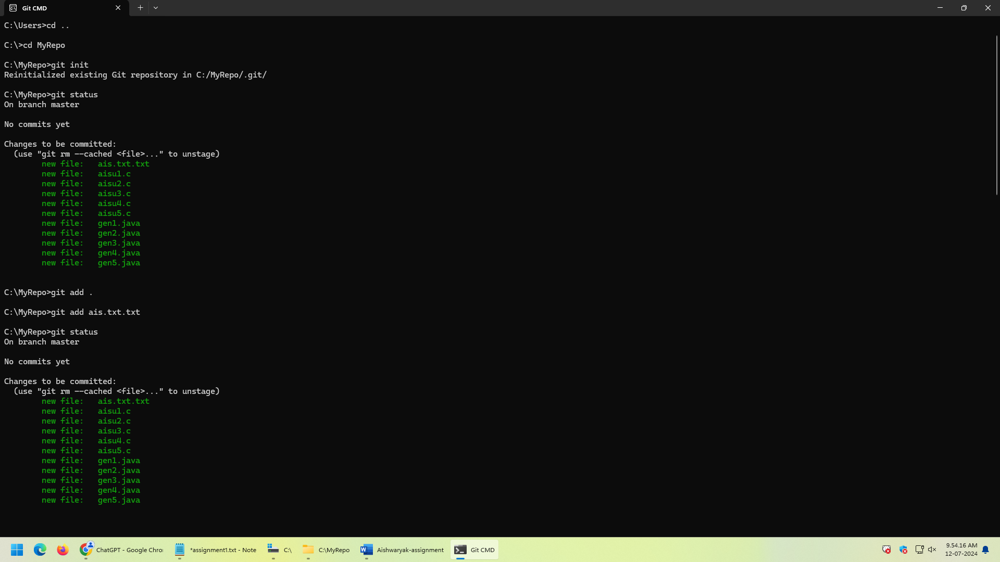 Git CMD
C:\Users>cd ..
C:\>cd MyRepo
C:\MyRepo>git init
Reinitialized existing Git repository in C:/MyRepo/.git/
C:\MyRepo>git status
On branch master
No commits yet
Changes to be committed:
(use "git rm --cached <file>..." to unstage)
new file: ais.txt.txt
new file: aisu1.c
new file: aisu2.c
new file: aisu3.c
new file: aisu4.c
new file: aisu5.c
new file: gen1.java
new file: gen2.java
new file: gen3.java
new file: gen4.java
new file: gen5.java
C:\MyRepo>git add .
C:\MyRepo>git add ais.txt.txt
C:\MyRepo>git status
On branch master
No commits yet
Changes to be committed:
(use "git rm --cached <file>..." to unstage)
new file: ais.txt.txt
new file: aisu1.c
new file: aisu2.c
new file: aisu3.c
new file: aisu4.c
new file: aisu5.c
new file: gen1.java
new file: gen2.java
new file: gen3.java
new file: gen4.java
new file: gen5.java
ChatGPT - Google Chro *assignment1.txt - Note C:\ C:\MyRepo Aishwaryak-assignment Git CMD 9.54.16 AM
12-07-2024